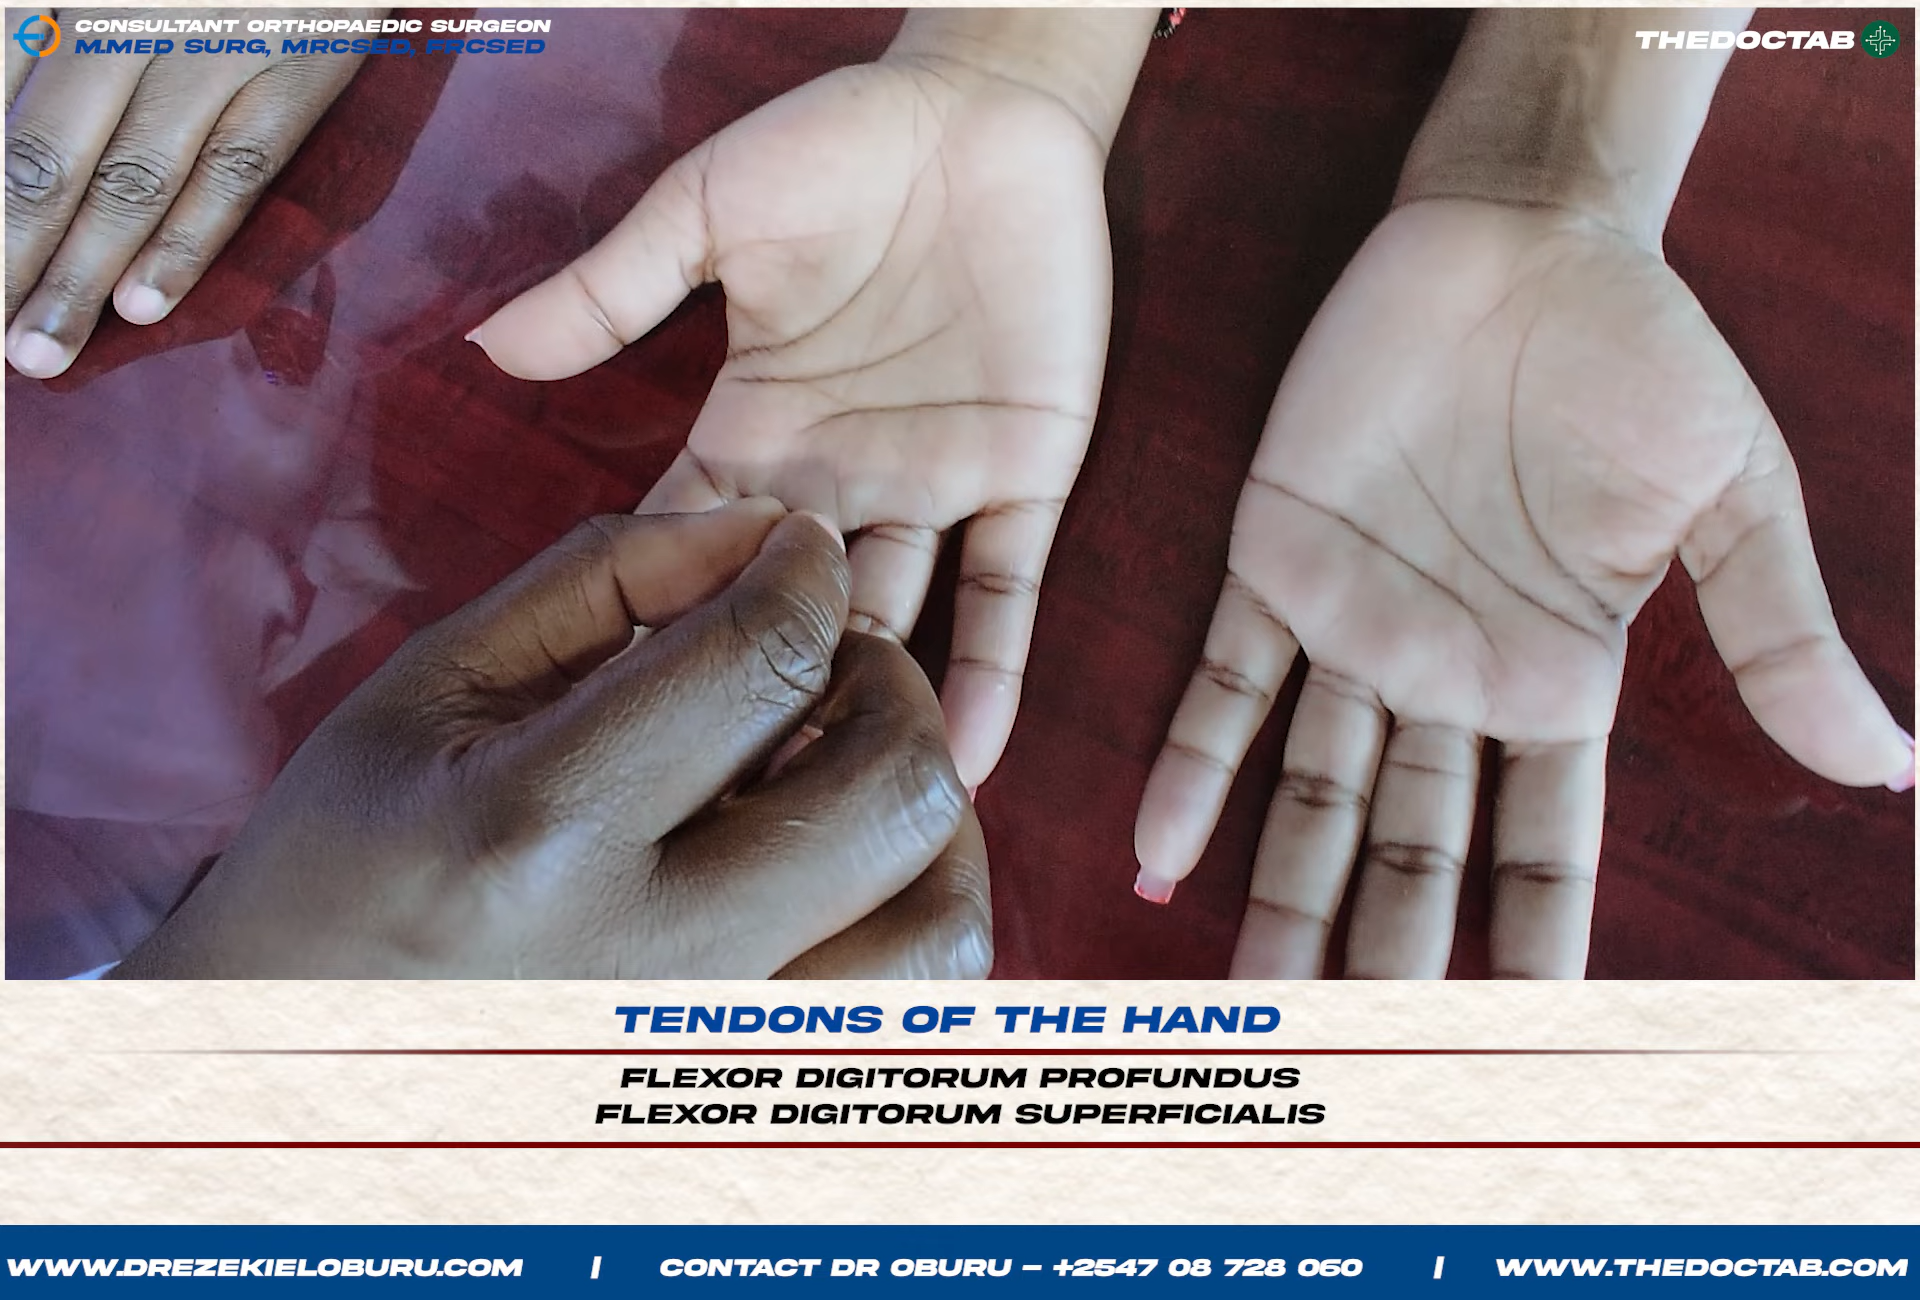 CONSULTANT ORTHOPAEDIC SURGEON
M.MED SURG, MRCSED, FRCSED
THEDOCTAB
TENDONS OF THE HAND
FLEXOR DIGITORUM PROFUNDUS
FLEXOR DIGITORUM SUPERFICIALIS
WWW.DREZEKIELOBURU.COM | CONTACT DR OBURU – +2547 08 728 060 | WWW.THEDOCTAB.COM